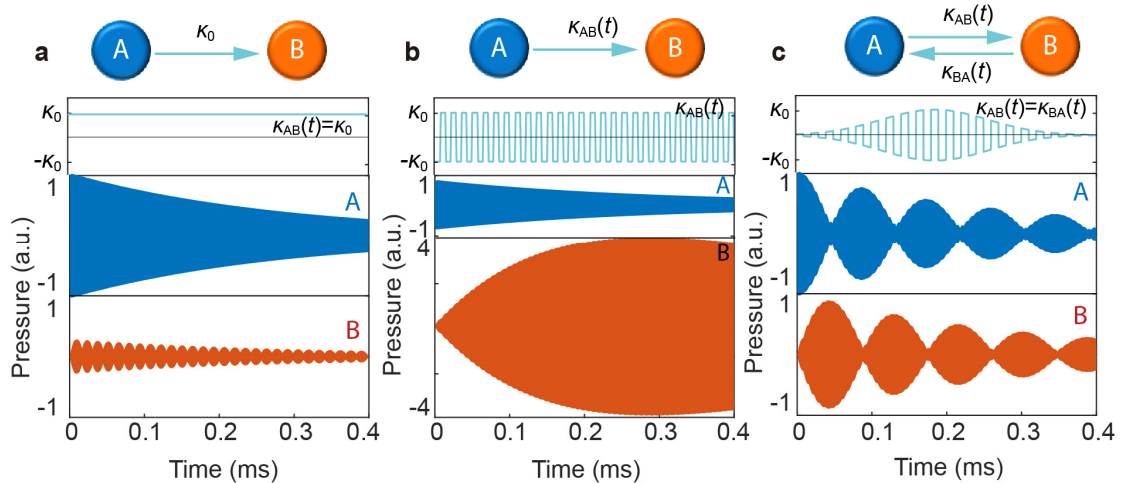 a
A
κ0
B
κ0
κAB(t)=κ0
-κ0
1
A
-1
1
B
-1
Pressure (a.u.)
0
0.1
0.2
0.3
0.4
Time (ms)
b
A
κAB(t)
B
κ0
κAB(t)
-κ0
1
A
-1
4
B
-4
Pressure (a.u.)
0
0.1
0.2
0.3
0.4
Time (ms)
c
A
κAB(t)
B
κBA(t)
κ0
κAB(t)=κBA(t)
-κ0
1
A
-1
1
B
-1
Pressure (a.u.)
0
0.1
0.2
0.3
0.4
Time (ms)